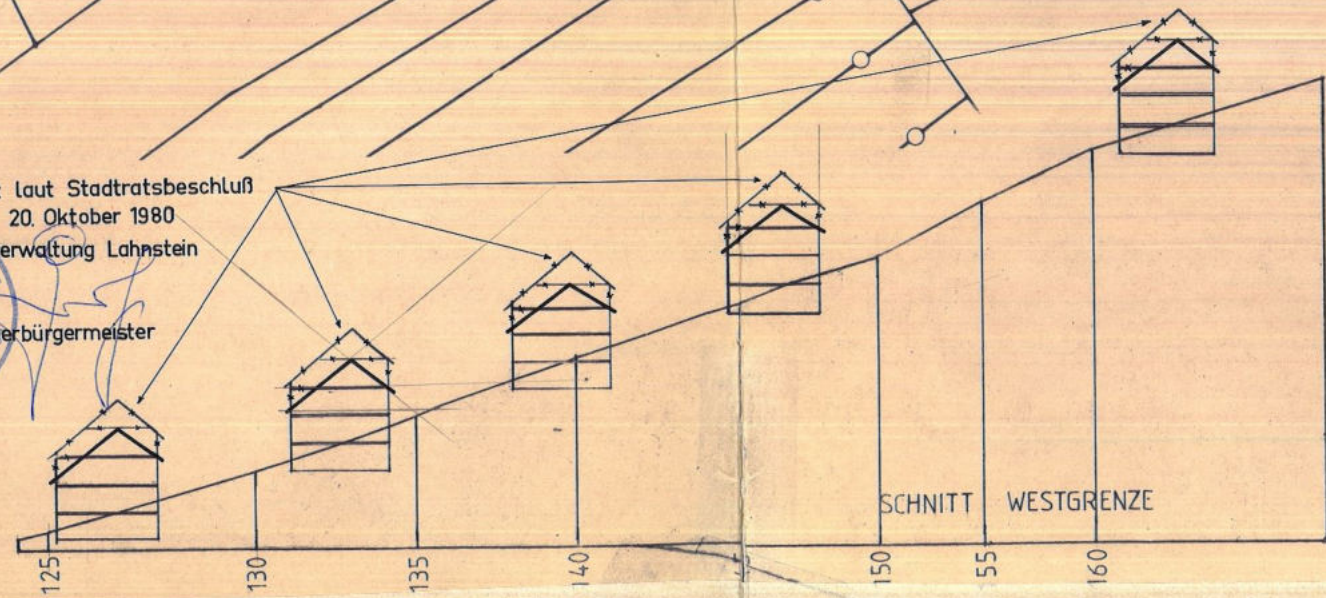 laut Stadtratsbeschluß
20. Oktober 1980
erwaltung Lahnstein
erbürgermeister
SCHNITT WESTGRENZE
125
130
135
140
150
55
160